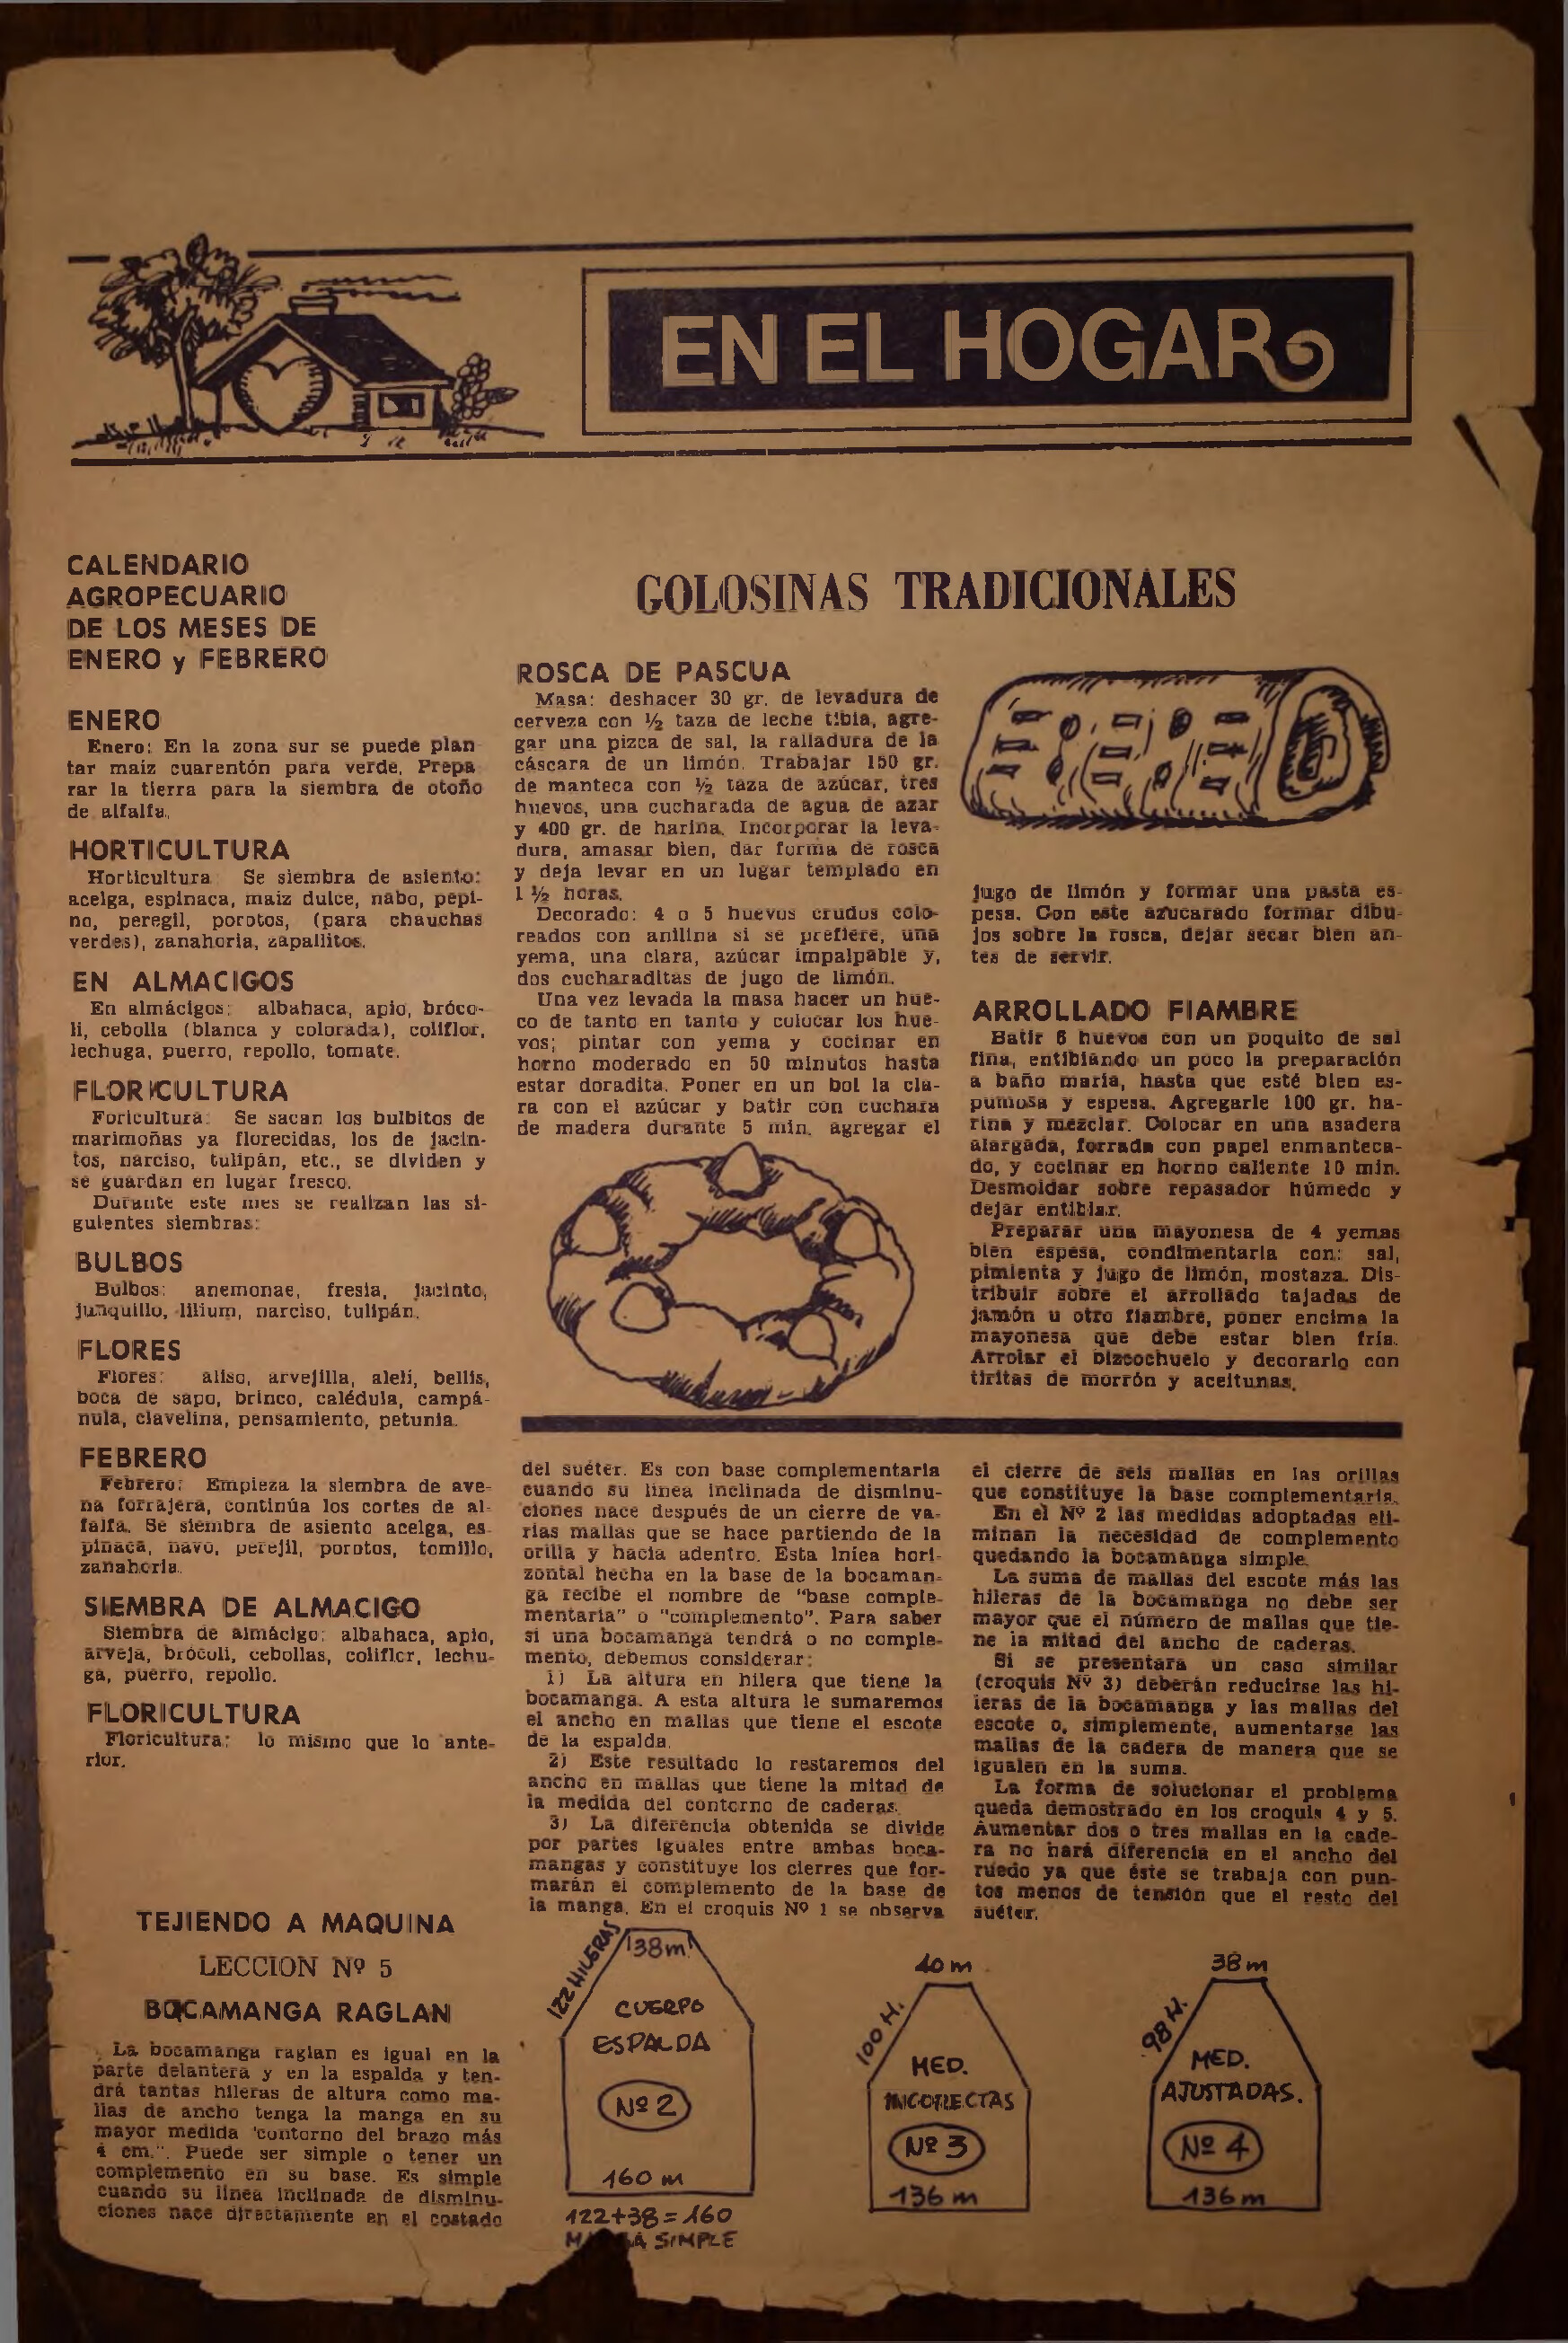 EN EL HOGAR
CALENDARIO
AGROPECUARIO
DE LOS MESES DE
ENERO y FEBRERO
ENERO
Enero: En la zona sur se puede plan
tar maíz cuarentón para verde. Prepa
rar la tierra para la siembra de otoño
de alfalfa.
HORTICULTURA
Horticultura Se siembra de asiento:
acelga, espinaca, maíz dulce, nabo, pepi-
no, peregil, porotos, (para chauchas
verdes), zanahoria, zapallitos.
EN ALMACIGOS
En almácigos: albahaca, apio, bróco-
li, cebolla (blanca y colorada), coliflor,
lechuga, puerro, repollo, tomate.
FLORICULTURA
Foricultura: Se sacan los bulbitos de
marimoñas ya florecidas, los de jacin-
tos, narciso, tulipán, etc., se dividen y
se guardan en lugar fresco.
Durante este mes se realizan las si-
guientes siembras:
BULBOS
Bulbos: anemonae, fresia, jacinto,
junquillo, lilium, narciso, tulipán.
FLORES
Flores: aliso, arvejilla, alelí, bellis,
boca de sapo, brinco, calédula, campá-
nula, clavelina, pensamiento, petunia.
FEBRERO
Febrero: Empieza la siembra de ave-
na forrajera, continúa los cortes de al-
falfa. Se siembra de asiento acelga, es-
pinaca, navo, perejil, porotos, tomillo,
zanahoria.
SIEMBRA DE ALMACIGO
Siembra de almácigo: albahaca, apio,
arveja, brócoli, cebollas, coliflor, lechu-
ga, puerro, repollo.
FLORICULTURA
Floricultura: lo mismo que lo ante-
rior.
GOLOSINAS TRADICIONALES
ROSCA DE PASCUA
Masa: deshacer 30 gr. de levadura de
cerveza con ½ taza de leche tibia, agre-
gar una pizca de sal, la ralladura de la
cáscara de un limón. Trabajar 150 gr.
de manteca con ½ taza de azúcar, tres
huevos, una cucharada de agua de azar
y 400 gr. de harina. Incorporar la leva-
dura, amasar bien, dar forma de rosca
y deja levar en un lugar templado en
1 ½ horas.
Decorado: 4 o 5 huevos crudos colo-
reados con anilina si se prefiere, una
yema, una clara, azúcar impalpable y,
dos cucharaditas de jugo de limón.
Una vez levada la masa hacer un hue-
co de tanto en tanto y colocar los hue-
vos; pintar con yema y cocinar en
horno moderado en 50 minutos hasta
estar doradita. Poner en un bol la cla-
ra con el azúcar y batir con cuchara
de madera durante 5 min. agregar el
jugo de limón y formar una pasta es-
pesa. Con este azucarado formar dibu-
jos sobre la rosca, dejar secar bien an-
tes de servir.
ARROLLADO FIAMBRE
Batir 6 huevos con un poquito de sal
fina, entibiando un poco la preparación
a baño maría, hasta que esté bien es-
pumosa y espesa. Agregarle 100 gr. ha-
rina y mezclar. Colocar en una asadera
alargada, forrada con papel enmanteca-
do, y cocinar en horno caliente 10 min.
Desmoldar sobre repasador húmedo y
dejar entibiar.
Preparar una mayonesa de 4 yemas
bien espesa, condimentarla con: sal,
pimienta y jugo de limón, mostaza. Dis-
tribuir sobre el arrollado tajadas de
jamón u otro fiambre, poner encima la
mayonesa que debe estar bien fría.
Arrolar el bizcochuelo y decorarlo con
tiritas de morrón y aceitunas.
TEJIENDO A MAQUINA
LECCION Nº 5
BOCAMANGA RAGLAN
La bocamanga raglan es igual en la
parte delantera y en la espalda y ten-
drá tantas hileras de altura como ma-
llas de ancho tenga la manga en su
mayor medida "contorno del brazo más
4 cm.". Puede ser simple o tener un
complemento en su base. Es simple
cuando su línea inclinada de disminu-
ciones nace directamente en el costado
del suéter. Es con base complementaria
cuando su línea inclinada de disminu-
ciones nace después de un cierre de va-
rias mallas que se hace partiendo de la
orilla y hacia adentro. Esta lníea hori-
zontal hecha en la base de la bocaman-
ga recibe el nombre de "base comple-
mentaria" o "complemento". Para saber
si una bocamanga tendrá o no comple-
mento, debemos considerar:
1) La altura en hilera que tiene la
bocamanga. A esta altura le sumaremos
el ancho en mallas que tiene el escote
de la espalda.
2) Este resultado lo restaremos del
ancho en mallas que tiene la mitad de
la medida del contorno de caderas.
3) La diferencia obtenida se divide
por partes iguales entre ambas boca-
mangas y constituye los cierres que for-
marán el complemento de la base de
la manga. En el croquis Nº 1 se observa
el cierre de seis mallas en las orillas
que constituye la base complementaria.
En el Nº 2 las medidas adoptadas eli-
minan la necesidad de complemento
quedando la bocamanga simple.
La suma de mallas del escote más las
hileras de la bocamanga no debe ser
mayor que el número de mallas que tie-
ne la mitad del ancho de caderas.
Si se presentara un caso similar
(croquis Nº 3) deberán reducirse las hi-
leras de la bocamanga y las mallas del
escote o, simplemente, aumentarse las
mallas de la cadera de manera que se
igualen en la suma.
La forma de solucionar el problema
queda demostrado en los croquis 4 y 5.
Aumentar dos o tres mallas en la cade-
ra no hará diferencia en el ancho del
ruedo ya que éste se trabaja con pun-
tos menos de tensión que el resto del
suéter.
122 HILERAS
38m
CUERPO
ESPALDA
Nº 2
160 m
122+38=160
SIMPLE
40 m
100 H.
MED.
INCORRECTAS
Nº 3
136 m
38 m
98 H.
MED.
AJUSTADAS.
Nº 4
136 m